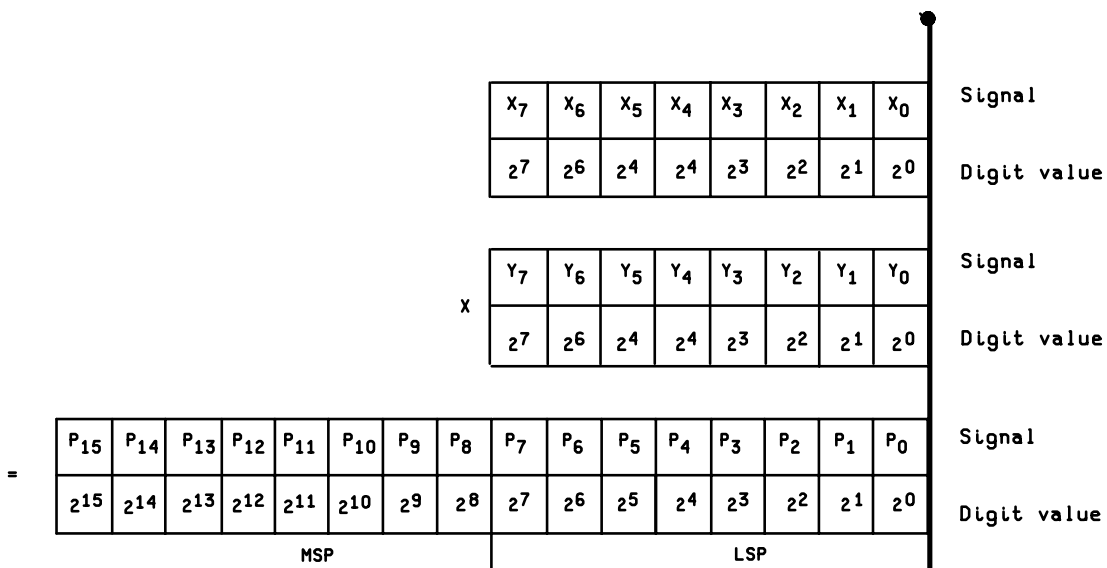 X7 X6 X5 X4 X3 X2 X1 X0 Signal
2^7 2^6 2^4 2^4 2^3 2^2 2^1 2^0 Digit value
Y7 Y6 Y5 Y4 Y3 Y2 Y1 Y0 Signal
X
2^7 2^6 2^4 2^4 2^3 2^2 2^1 2^0 Digit value
P15 P14 P13 P12 P11 P10 P9 P8 P7 P6 P5 P4 P3 P2 P1 P0 Signal
=
2^15 2^14 2^13 2^12 2^11 2^10 2^9 2^8 2^7 2^6 2^5 2^4 2^3 2^2 2^1 2^0 Digit value
MSP LSP